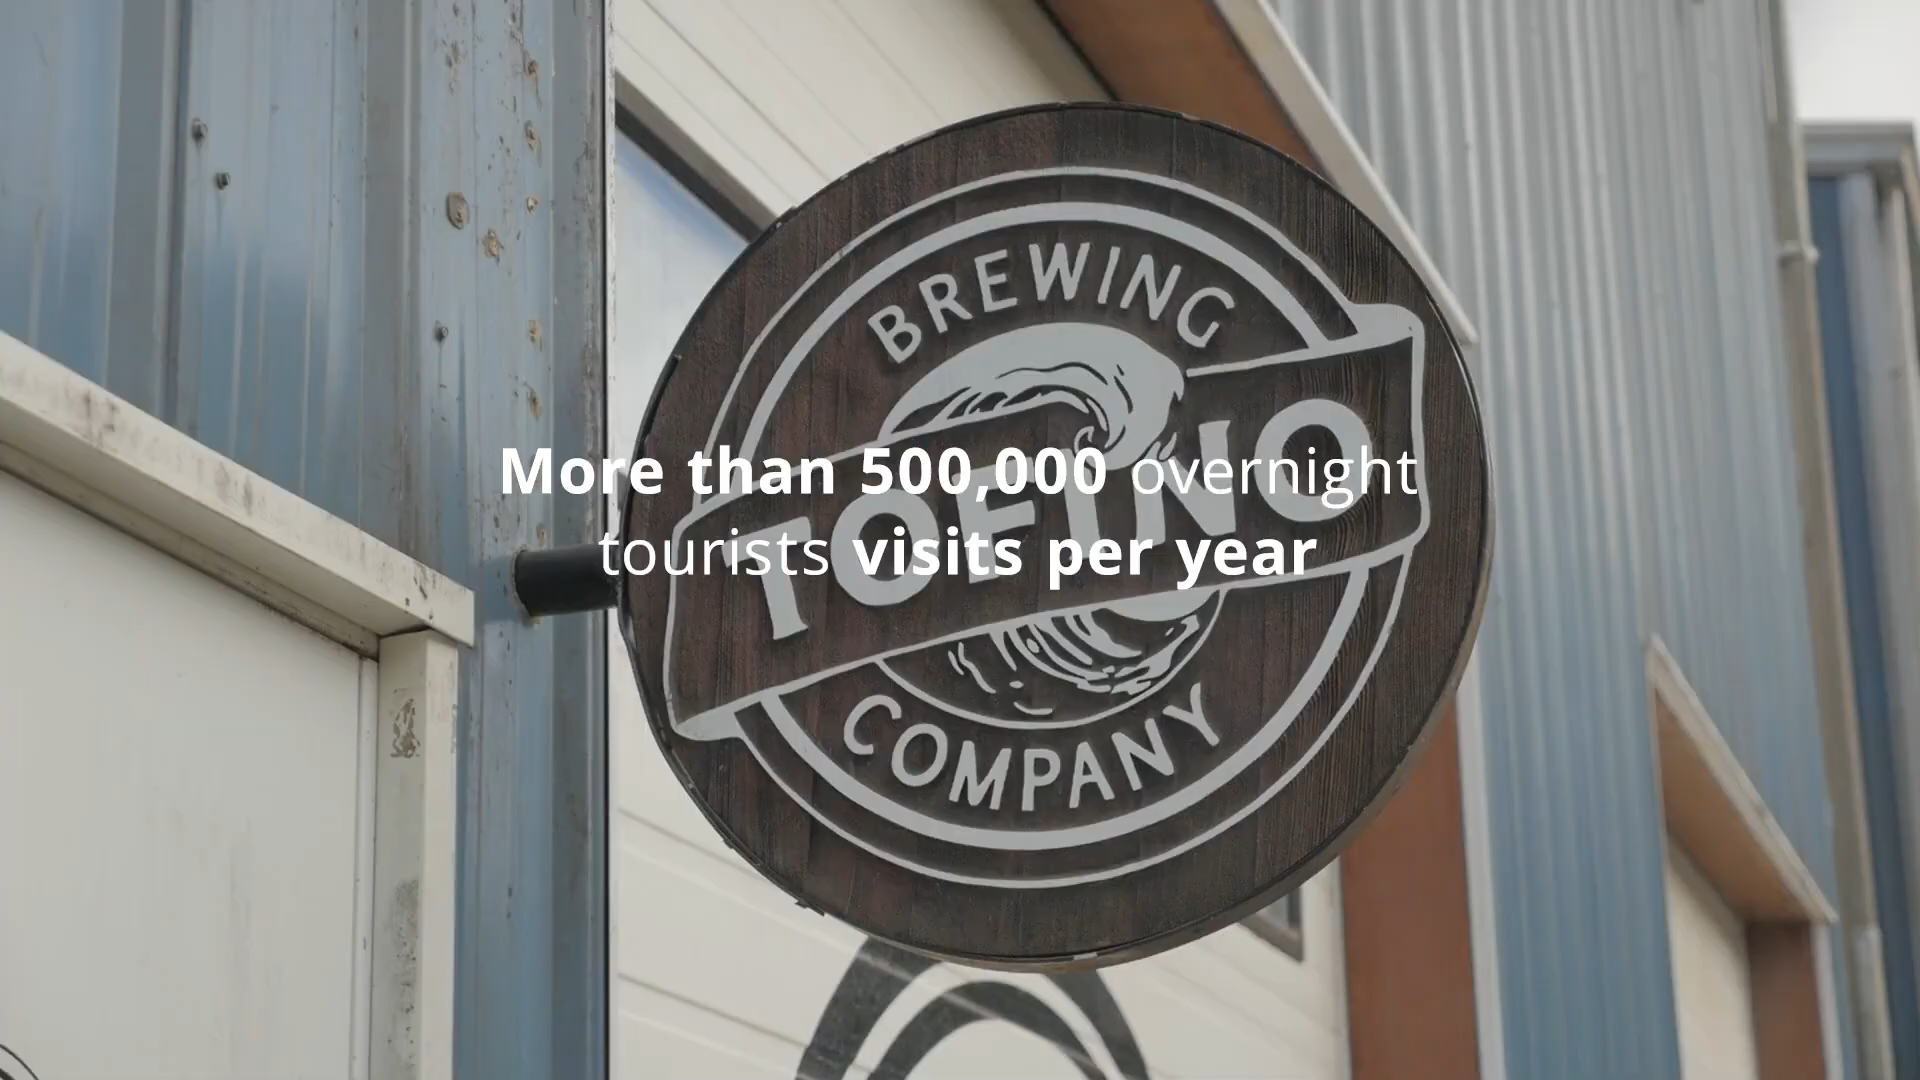 BREWING
TOFINO
COMPANY
More than 500,000 overnight
tourists visits per year